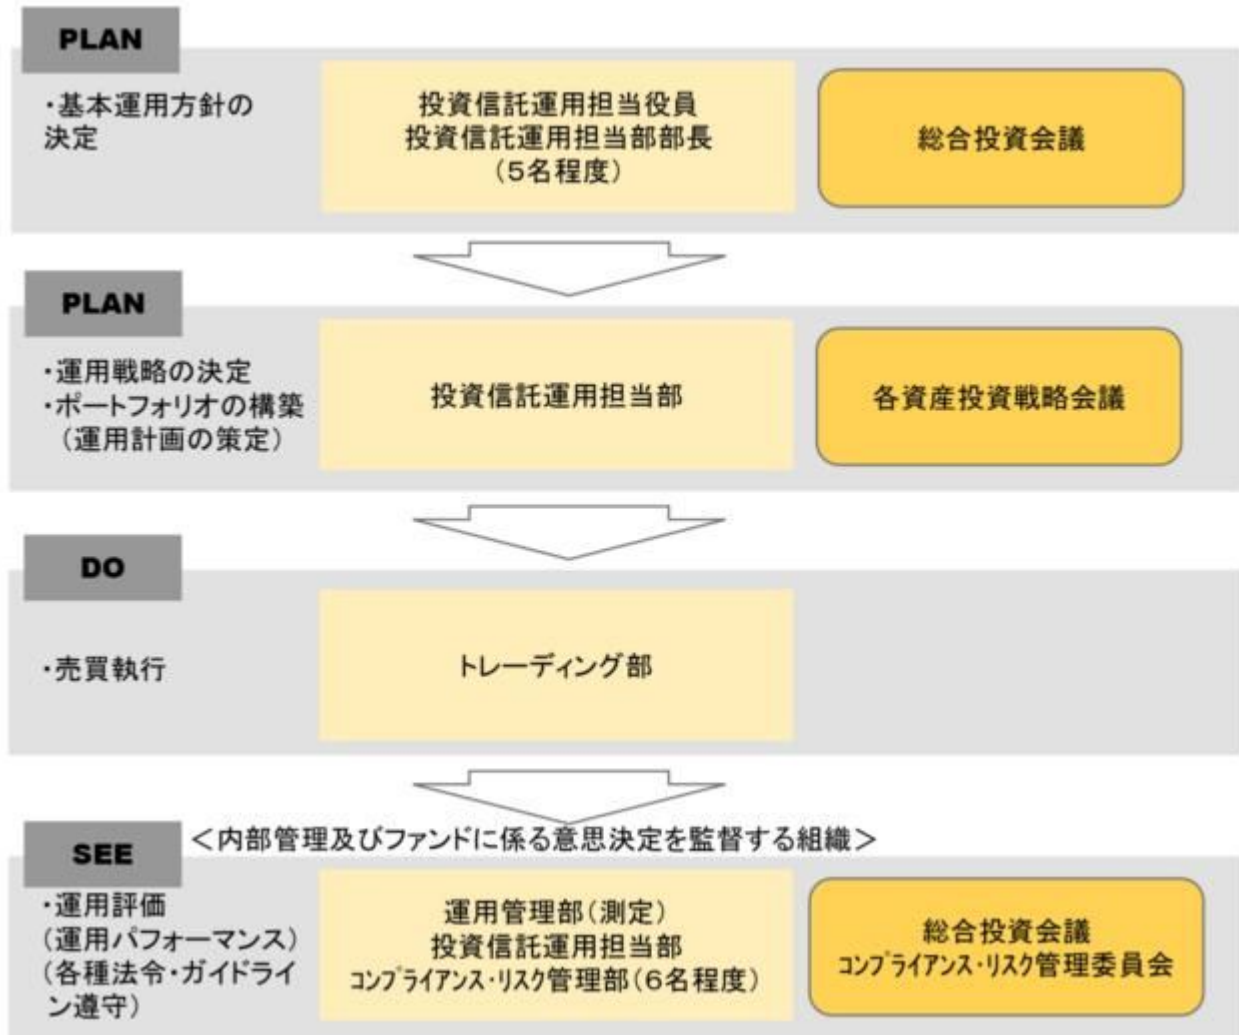 PLAN
・基本運用方針の
決定
投資信託運用担当役員
投資信託運用担当部部長
(5名程度)
総合投資会議
PLAN
・運用戦略の決定
・ポートフォリオの構築
(運用計画の策定)
投資信託運用担当部
各資産投資戦略会議
DO
・売買執行
トレーディング部
SEE
＜内部管理及びファンドに係る意思決定を監督する組織＞
・運用評価
(運用パフォーマンス)
(各種法令・ガイドライ
ン遵守)
運用管理部(測定)
投資信託運用担当部
ｺﾝﾌﾟﾗｲｱﾝｽ・ﾘｽｸ管理部(6名程度)
総合投資会議
ｺﾝﾌﾟﾗｲｱﾝｽ・ﾘｽｸ管理委員会